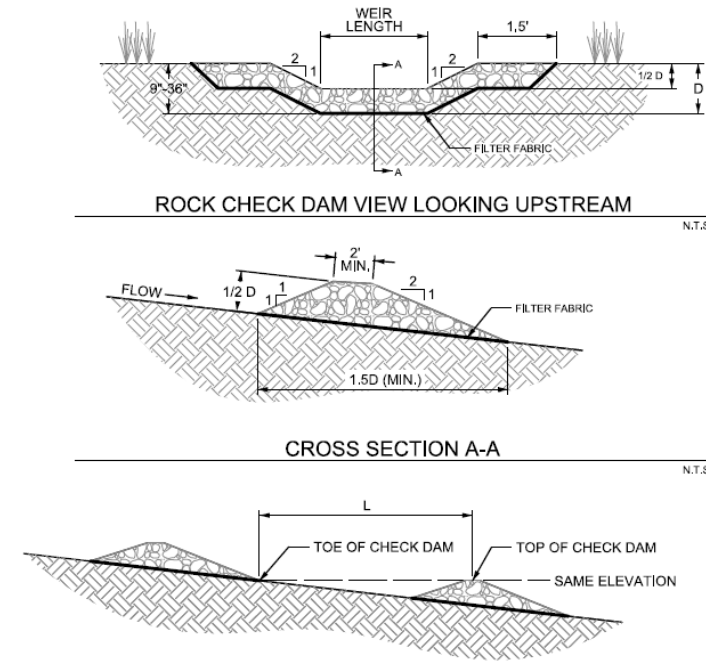 WEIR
LENGTH
1,5'
2
1
2
1
A
1/2 D
D
9"-36"
FILTER FABRIC
A
ROCK CHECK DAM VIEW LOOKING UPSTREAM
N.T.S
2'
MIN.
FLOW
1/2 D
1
1
2
1
FILTER FABRIC
1.5D (MIN.)
CROSS SECTION A-A
N.T.S
L
TOE OF CHECK DAM
TOP OF CHECK DAM
SAME ELEVATION